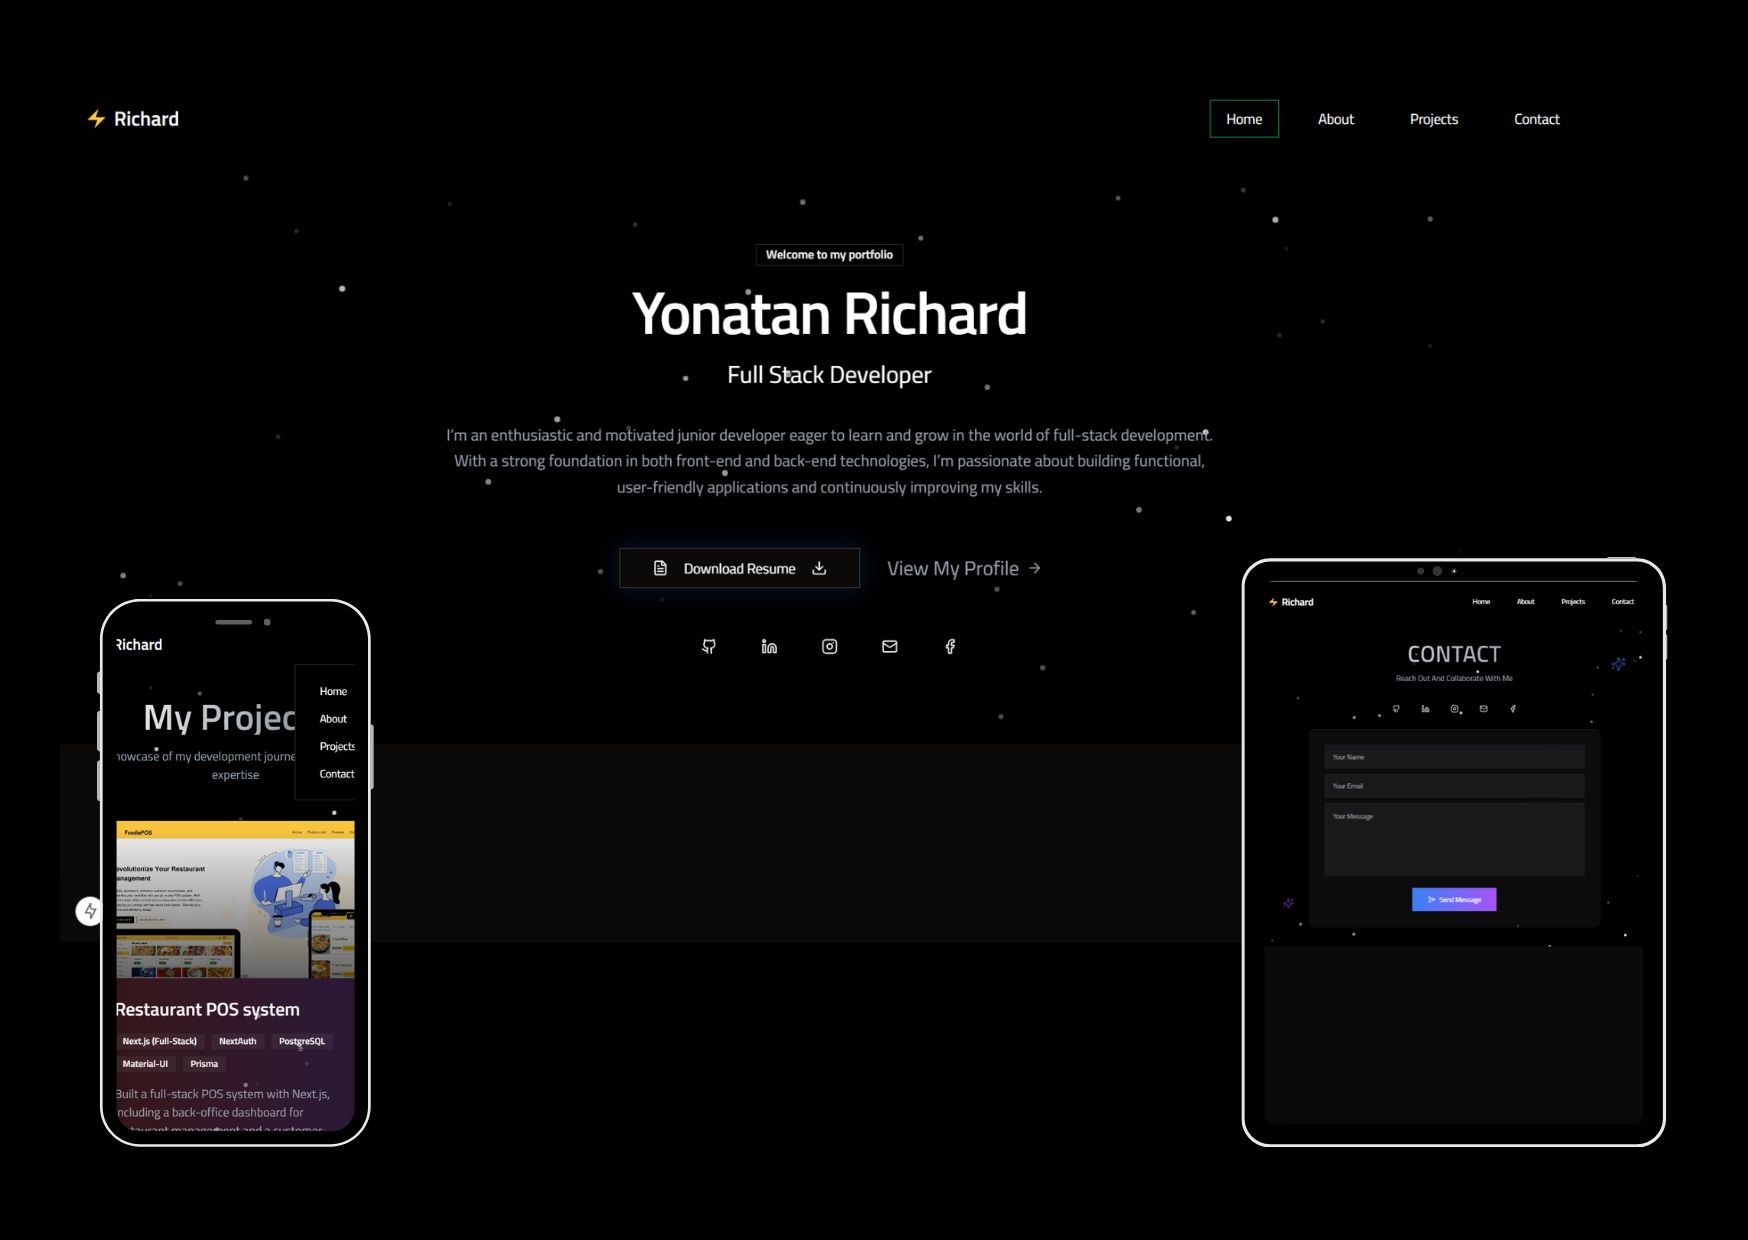 Richard
Home About Projects Contact
Welcome to my portfolio
Yonatan Richard
Full Stack Developer
I'm an enthusiastic and motivated junior developer eager to learn and grow in the world of full-stack development.
With a strong foundation in both front-end and back-end technologies, I'm passionate about building functional,
user-friendly applications and continuously improving my skills.
Download Resume View My Profile
Richard
Home
About
Projects
Contact
My Projec
howcase of my development journe
expertise
FoodiePOS
evolutionize Your Restaurant
anagement
Restaurant POS system
Next.js (Full-Stack) NextAuth PostgreSQL
Material-UI Prisma
Built a full-stack POS system with Next.js,
including a back-office dashboard for
staurant management and a customer
Richard
Home About Projects Contact
CONTACT
Reach Out And Collaborate With Me
Your Name
Your Email
Your Message
Send Message